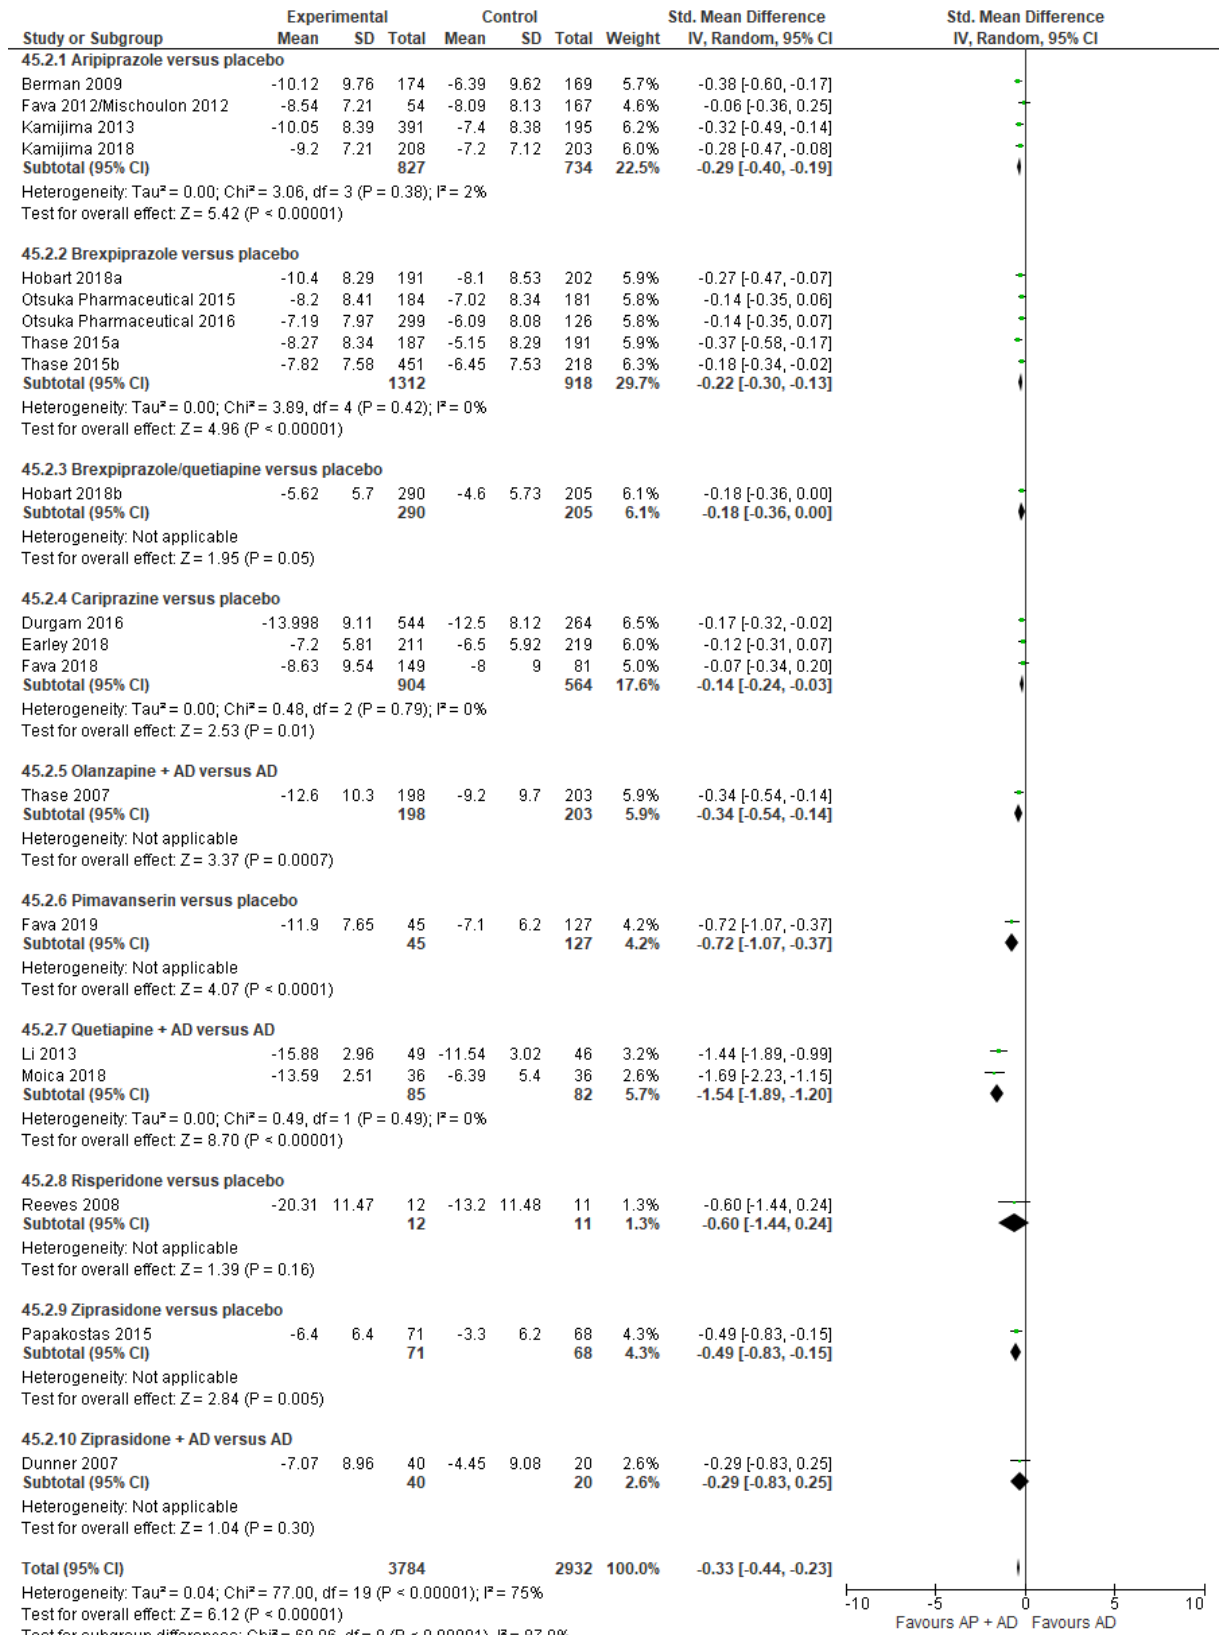 Experimental Control Std. Mean Difference Std. Mean Difference
Study or Subgroup Mean SD Total Mean SD Total Weight IV, Random, 95% CI IV, Random, 95% CI
45.2.1 Aripiprazole versus placebo
Berman 2009 -10.12 9.76 174 -6.39 9.62 169 5.7% -0.38 [-0.60, -0.17]
Fava 2012/Mischoulon 2012 -8.54 7.21 54 -8.09 8.13 167 4.6% -0.06 [-0.36, 0.25]
Kamijima 2013 -10.05 8.39 391 -7.4 8.38 195 6.2% -0.32 [-0.49, -0.14]
Kamijima 2018 -9.2 7.21 208 -7.2 7.12 203 6.0% -0.28 [-0.47, -0.08]
Subtotal (95% CI) 827 734 22.5% -0.29 [-0.40, -0.19]
Heterogeneity: Tau² = 0.00; Chi² = 3.06, df = 3 (P = 0.38); I² = 2%
Test for overall effect: Z = 5.42 (P < 0.00001)
45.2.2 Brexpiprazole versus placebo
Hobart 2018a -10.4 8.29 191 -8.1 8.53 202 5.9% -0.27 [-0.47, -0.07]
Otsuka Pharmaceutical 2015 -8.2 8.41 184 -7.02 8.34 181 5.8% -0.14 [-0.35, 0.06]
Otsuka Pharmaceutical 2016 -7.19 7.97 299 -6.09 8.08 126 5.8% -0.14 [-0.35, 0.07]
Thase 2015a -8.27 8.34 187 -5.15 8.29 191 5.9% -0.37 [-0.58, -0.17]
Thase 2015b -7.82 7.58 451 -6.45 7.53 218 6.3% -0.18 [-0.34, -0.02]
Subtotal (95% CI) 1312 918 29.7% -0.22 [-0.30, -0.13]
Heterogeneity: Tau² = 0.00; Chi² = 3.89, df = 4 (P = 0.42); I² = 0%
Test for overall effect: Z = 4.96 (P < 0.00001)
45.2.3 Brexpiprazole/quetiapine versus placebo
Hobart 2018b -5.62 5.7 290 -4.6 5.73 205 6.1% -0.18 [-0.36, 0.00]
Subtotal (95% CI) 290 205 6.1% -0.18 [-0.36, 0.00]
Heterogeneity: Not applicable
Test for overall effect: Z = 1.95 (P = 0.05)
45.2.4 Cariprazine versus placebo
Durgam 2016 -13.998 9.11 544 -12.5 8.12 264 6.5% -0.17 [-0.32, -0.02]
Earley 2018 -7.2 5.81 211 -6.5 5.92 219 6.0% -0.12 [-0.31, 0.07]
Fava 2018 -8.63 9.54 149 -8 9 81 5.0% -0.07 [-0.34, 0.20]
Subtotal (95% CI) 904 564 17.6% -0.14 [-0.24, -0.03]
Heterogeneity: Tau² = 0.00; Chi² = 0.48, df = 2 (P = 0.79); I² = 0%
Test for overall effect: Z = 2.53 (P = 0.01)
45.2.5 Olanzapine + AD versus AD
Thase 2007 -12.6 10.3 198 -9.2 9.7 203 5.9% -0.34 [-0.54, -0.14]
Subtotal (95% CI) 198 203 5.9% -0.34 [-0.54, -0.14]
Heterogeneity: Not applicable
Test for overall effect: Z = 3.37 (P = 0.0007)
45.2.6 Pimavanserin versus placebo
Fava 2019 -11.9 7.65 45 -7.1 6.2 127 4.2% -0.72 [-1.07, -0.37]
Subtotal (95% CI) 45 127 4.2% -0.72 [-1.07, -0.37]
Heterogeneity: Not applicable
Test for overall effect: Z = 4.07 (P < 0.0001)
45.2.7 Quetiapine + AD versus AD
Li 2013 -15.88 2.96 49 -11.54 3.02 46 3.2% -1.44 [-1.89, -0.99]
Moica 2018 -13.59 2.51 36 -6.39 5.4 36 2.6% -1.69 [-2.23, -1.15]
Subtotal (95% CI) 85 82 5.7% -1.54 [-1.89, -1.20]
Heterogeneity: Tau² = 0.00; Chi² = 0.49, df = 1 (P = 0.49); I² = 0%
Test for overall effect: Z = 8.70 (P < 0.00001)
45.2.8 Risperidone versus placebo
Reeves 2008 -20.31 11.47 12 -13.2 11.48 11 1.3% -0.60 [-1.44, 0.24]
Subtotal (95% CI) 12 11 1.3% -0.60 [-1.44, 0.24]
Heterogeneity: Not applicable
Test for overall effect: Z = 1.39 (P = 0.16)
45.2.9 Ziprasidone versus placebo
Papakostas 2015 -6.4 6.4 71 -3.3 6.2 68 4.3% -0.49 [-0.83, -0.15]
Subtotal (95% CI) 71 68 4.3% -0.49 [-0.83, -0.15]
Heterogeneity: Not applicable
Test for overall effect: Z = 2.84 (P = 0.005)
45.2.10 Ziprasidone + AD versus AD
Dunner 2007 -7.07 8.96 40 -4.45 9.08 20 2.6% -0.29 [-0.83, 0.25]
Subtotal (95% CI) 40 20 2.6% -0.29 [-0.83, 0.25]
Heterogeneity: Not applicable
Test for overall effect: Z = 1.04 (P = 0.30)
Total (95% CI) 3784 2932 100.0% -0.33 [-0.44, -0.23]
Heterogeneity: Tau² = 0.04; Chi² = 77.00, df = 19 (P < 0.00001); I² = 75%
-10 -5 0 5 10
Test for overall effect: Z = 6.12 (P < 0.00001)
Favours AP + AD Favours AD